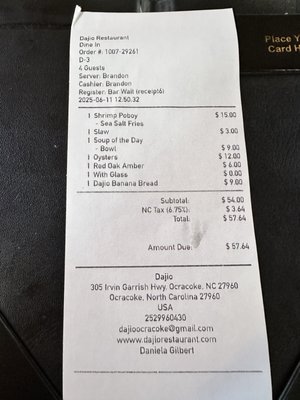 Place Y
Card H
Dajio Restaurant
Dine In
Order #: 1007-29261
D-3
4 Guests
Server: Brandon
Cashier: Brandon
Register: Bar Wait (receipt6)
2025-06-11 12:50:32
1 Shrimp Poboy $ 15.00
- Sea Salt Fries
1 Slaw $ 3.00
1 Soup of the Day
- Bowl $ 9.00
1 Oysters $ 12.00
1 Red Oak Amber $ 6.00
1 With Glass $ 0.00
1 Dajio Banana Bread $ 9.00
Subtotal: $ 54.00
NC Tax (6.75%): $ 3.64
Total: $ 57.64
Amount Due: $ 57.64
Dajio
305 Irvin Garrish Hwy, Ocracoke, NC 27960
Ocracoke, North Carolina 27960
USA
2529960430
dajioocracoke@gmail.com
www.dajiorestaurant.com
Daniela Gilbert